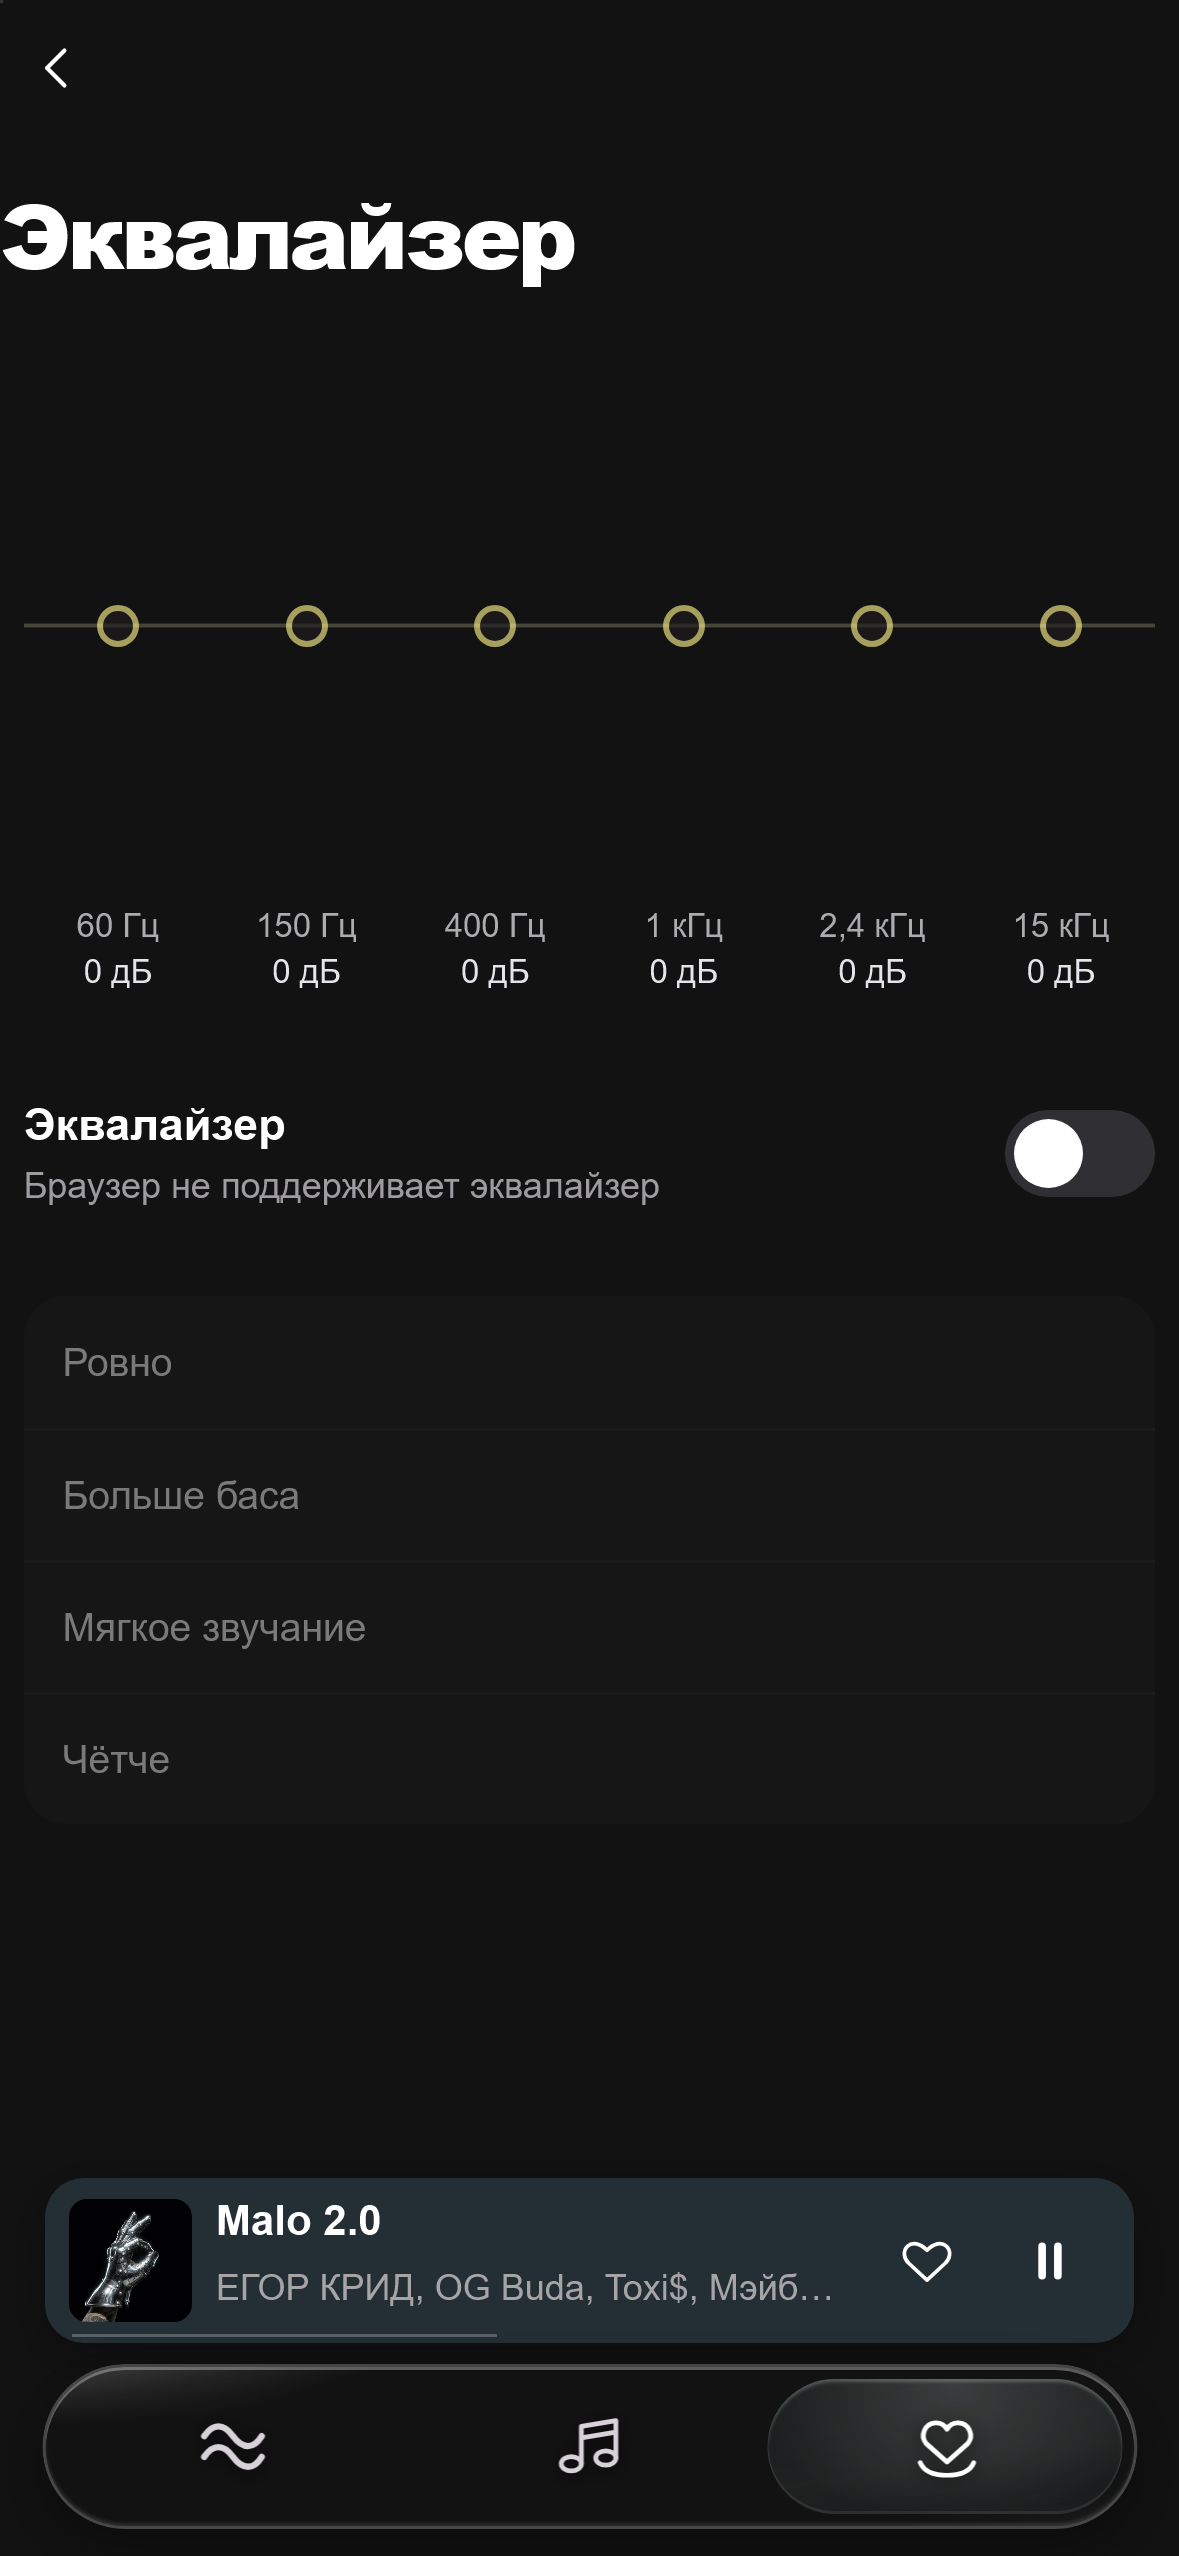 Эквалайзер
60 Гц 150 Гц 400 Гц 1 кГц 2,4 кГц 15 кГц
0 дБ 0 дБ 0 дБ 0 дБ 0 дБ 0 дБ
Эквалайзер
Браузер не поддерживает эквалайзер
Ровно
Больше баса
Мягкое звучание
Чётче
Malo 2.0
ЕГОР КРИД, OG Buda, Toxi$, Мэйб…